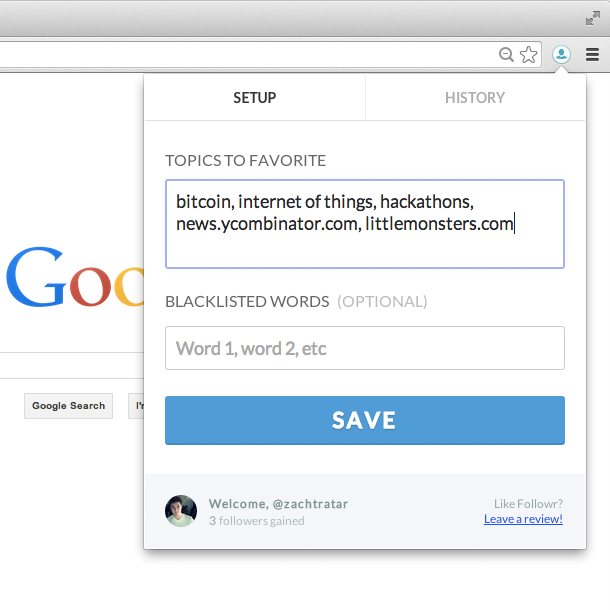 SETUP
HISTORY
TOPICS TO FAVORITE
bitcoin, internet of things, hackathons,
news.ycombinator.com, littlemonsters.com
BLACKLISTED WORDS (OPTIONAL)
Word 1, word 2, etc
SAVE
Welcome, @zachtratar
3 followers gained
Like Followr?
Leave a review!
Goo
Google Search
I'